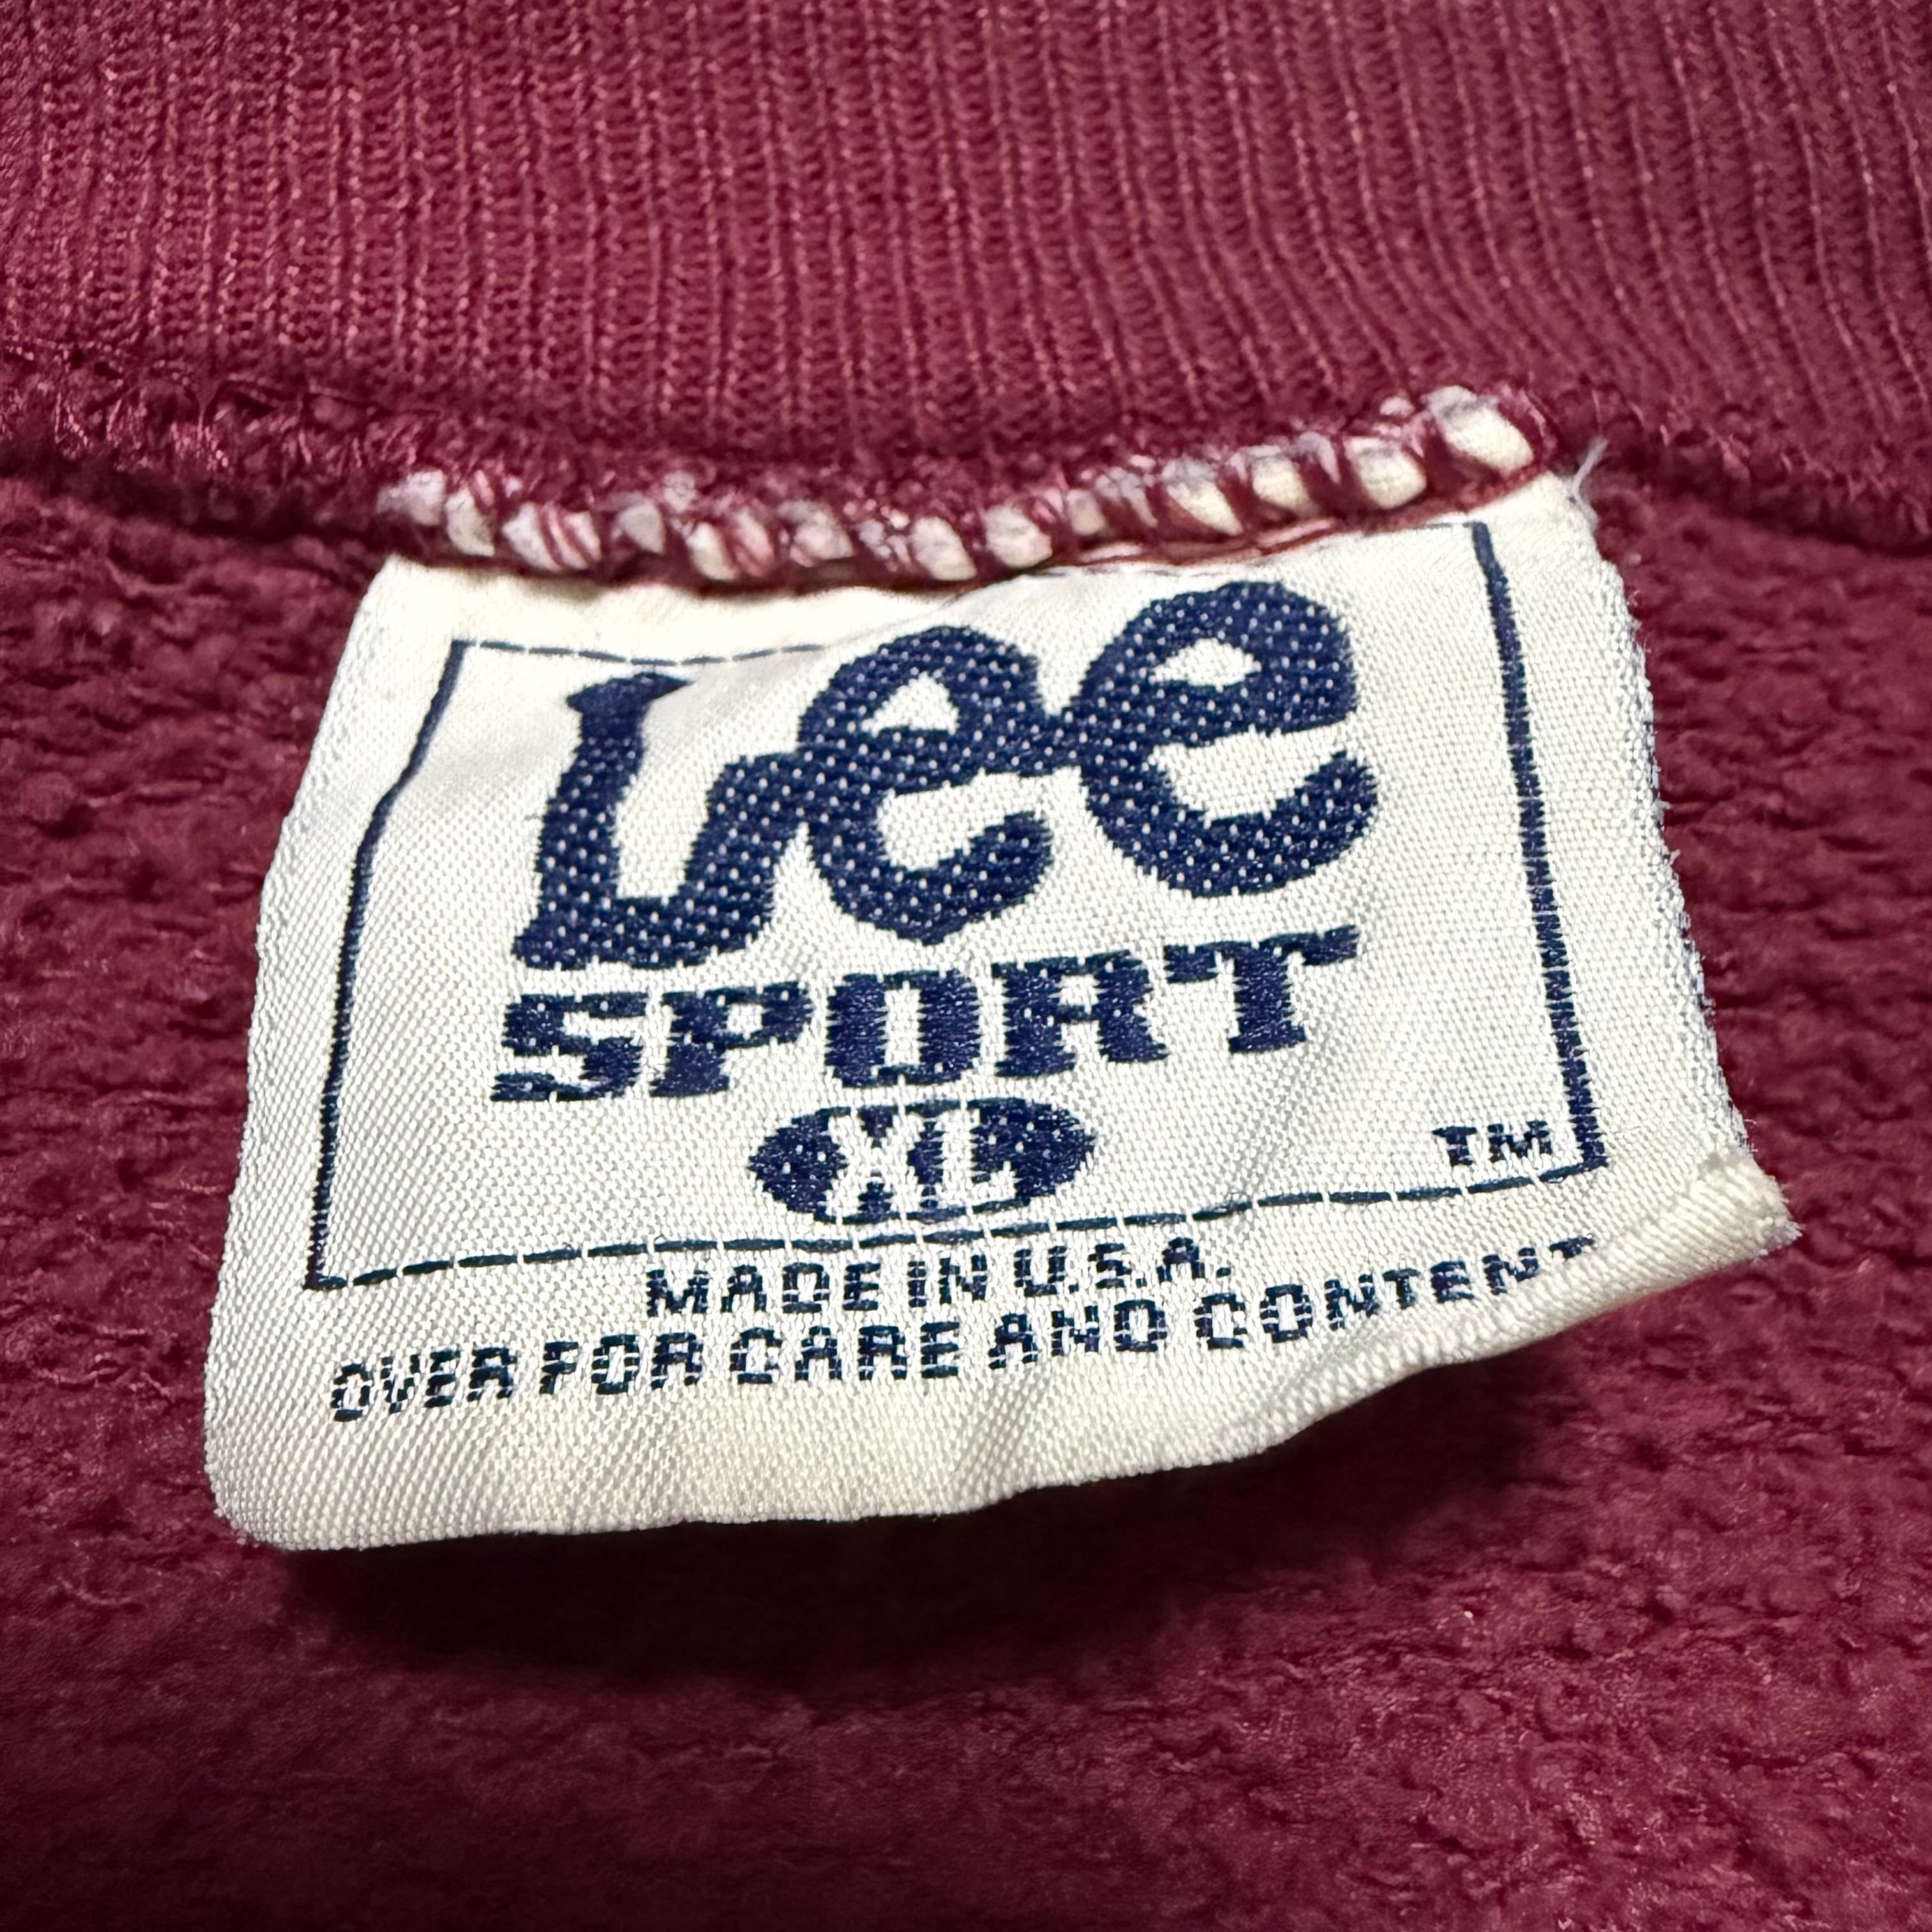 Lee
SPORT
XL
TM
MADE IN U.S.A.
OVER FOR CARE AND CONTENT